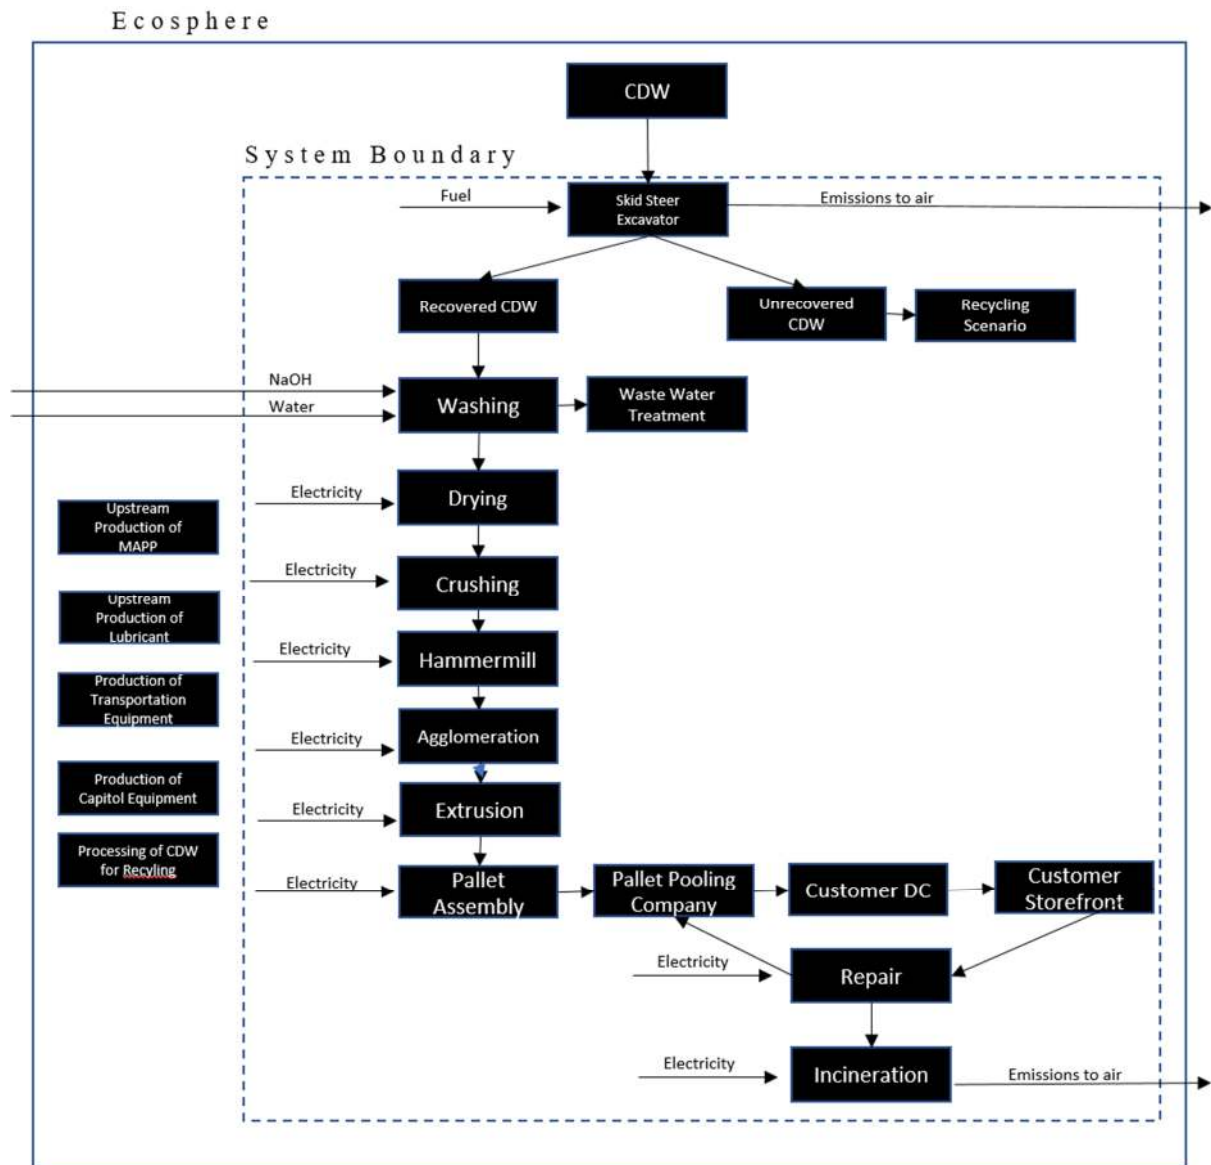 Ecosphere
CDW
System Boundary
Fuel
Skid Steer
Excavator
Emissions to air
Recovered CDW
Unrecovered
CDW
Recycling
Scenario
NaOH
Water
Washing
Waste Water
Treatment
Electricity
Drying
Upstream
Production of
MAPP
Electricity
Crushing
Upstream
Production of
Lubricant
Electricity
Hammermill
Production of
Transportation
Equipment
Electricity
Agglomeration
Production of
Capitol Equipment
Electricity
Extrusion
Processing of CDW
for Recyling
Electricity
Pallet
Assembly
Pallet Pooling
Company
Customer DC
Customer
Storefront
Electricity
Repair
Electricity
Incineration
Emissions to air